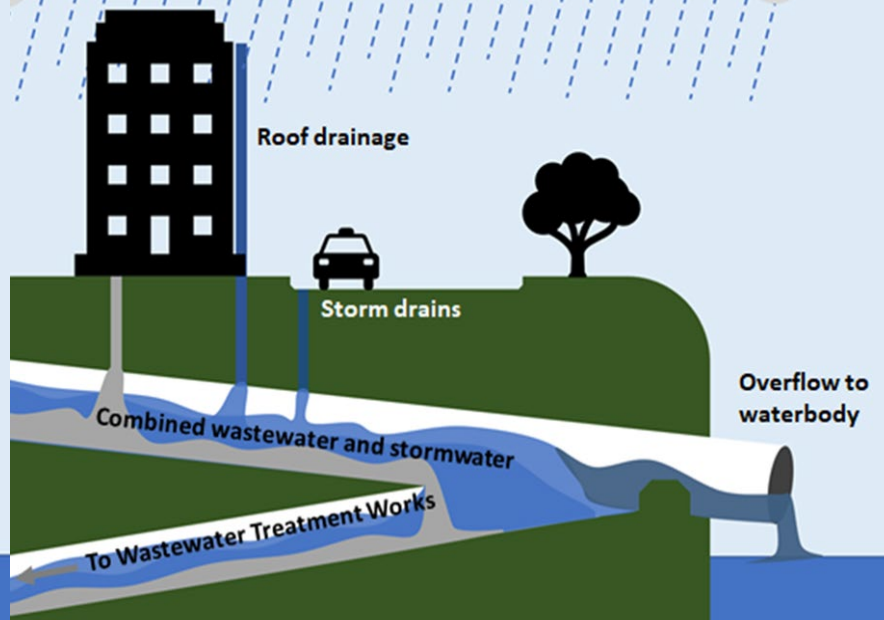 Roof drainage
Storm drains
Overflow to
waterbody
Combined wastewater and stormwater
To Wastewater Treatment Works